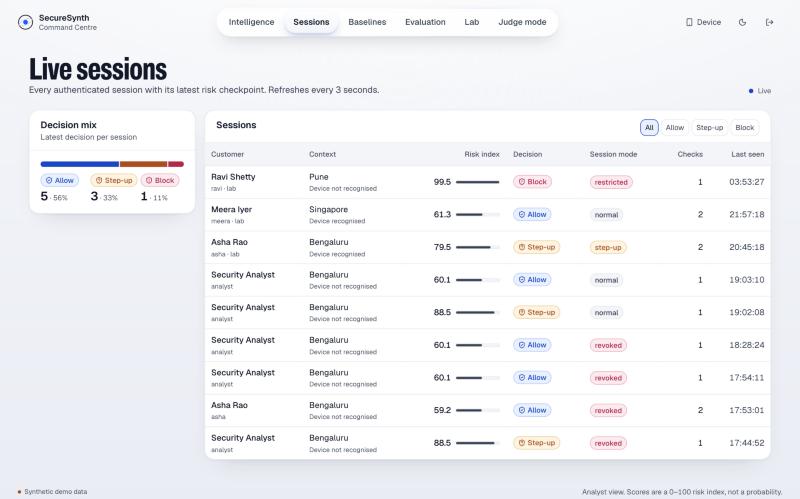 SecureSynth
Command Centre
Intelligence Sessions Baselines Evaluation Lab Judge mode
Device
Live sessions
Every authenticated session with its latest risk checkpoint. Refreshes every 3 seconds.
Live
Decision mix
Latest decision per session
Allow Step-up Block
5 · 56% 3 · 33% 1 · 11%
Sessions
All Allow Step-up Block
Customer Context Risk index Decision Session mode Checks Last seen
Ravi Shetty Pune 99.5 Block restricted 1 03:53:27
ravi · lab Device not recognised
Meera Iyer Singapore 61.3 Allow normal 2 21:57:18
meera · lab Device recognised
Asha Rao Bengaluru 79.5 Step-up step-up 2 20:45:18
asha · lab Device recognised
Security Analyst Bengaluru 60.1 Allow normal 1 19:03:10
analyst Device not recognised
Security Analyst Bengaluru 88.5 Step-up normal 1 19:02:08
analyst Device not recognised
Security Analyst Bengaluru 60.1 Allow revoked 1 18:28:24
analyst Device not recognised
Security Analyst Bengaluru 60.1 Allow revoked 1 17:54:11
analyst Device not recognised
Asha Rao Bengaluru 59.2 Allow revoked 2 17:53:01
asha Device not recognised
Security Analyst Bengaluru 88.5 Step-up revoked 1 17:44:52
analyst Device not recognised
Synthetic demo data
Analyst view. Scores are a 0–100 risk index, not a probability.